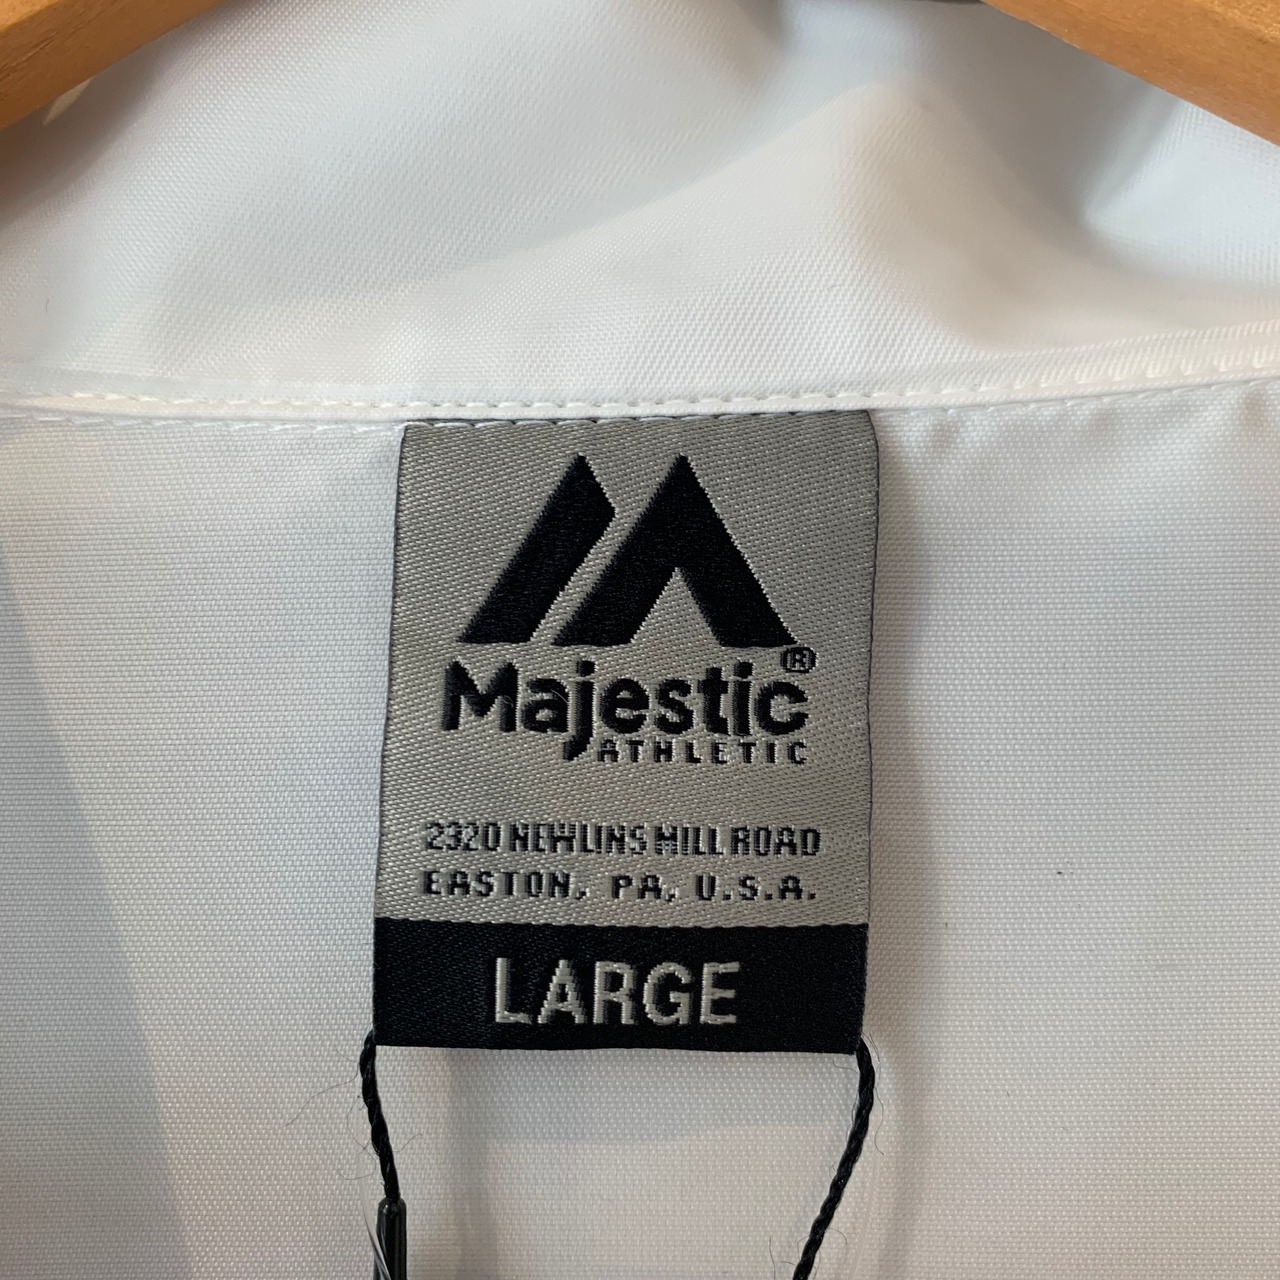 Majestic®
ATHLETIC
2320 NEWLINS MILL ROAD
EASTON, PA, U.S.A.
LARGE